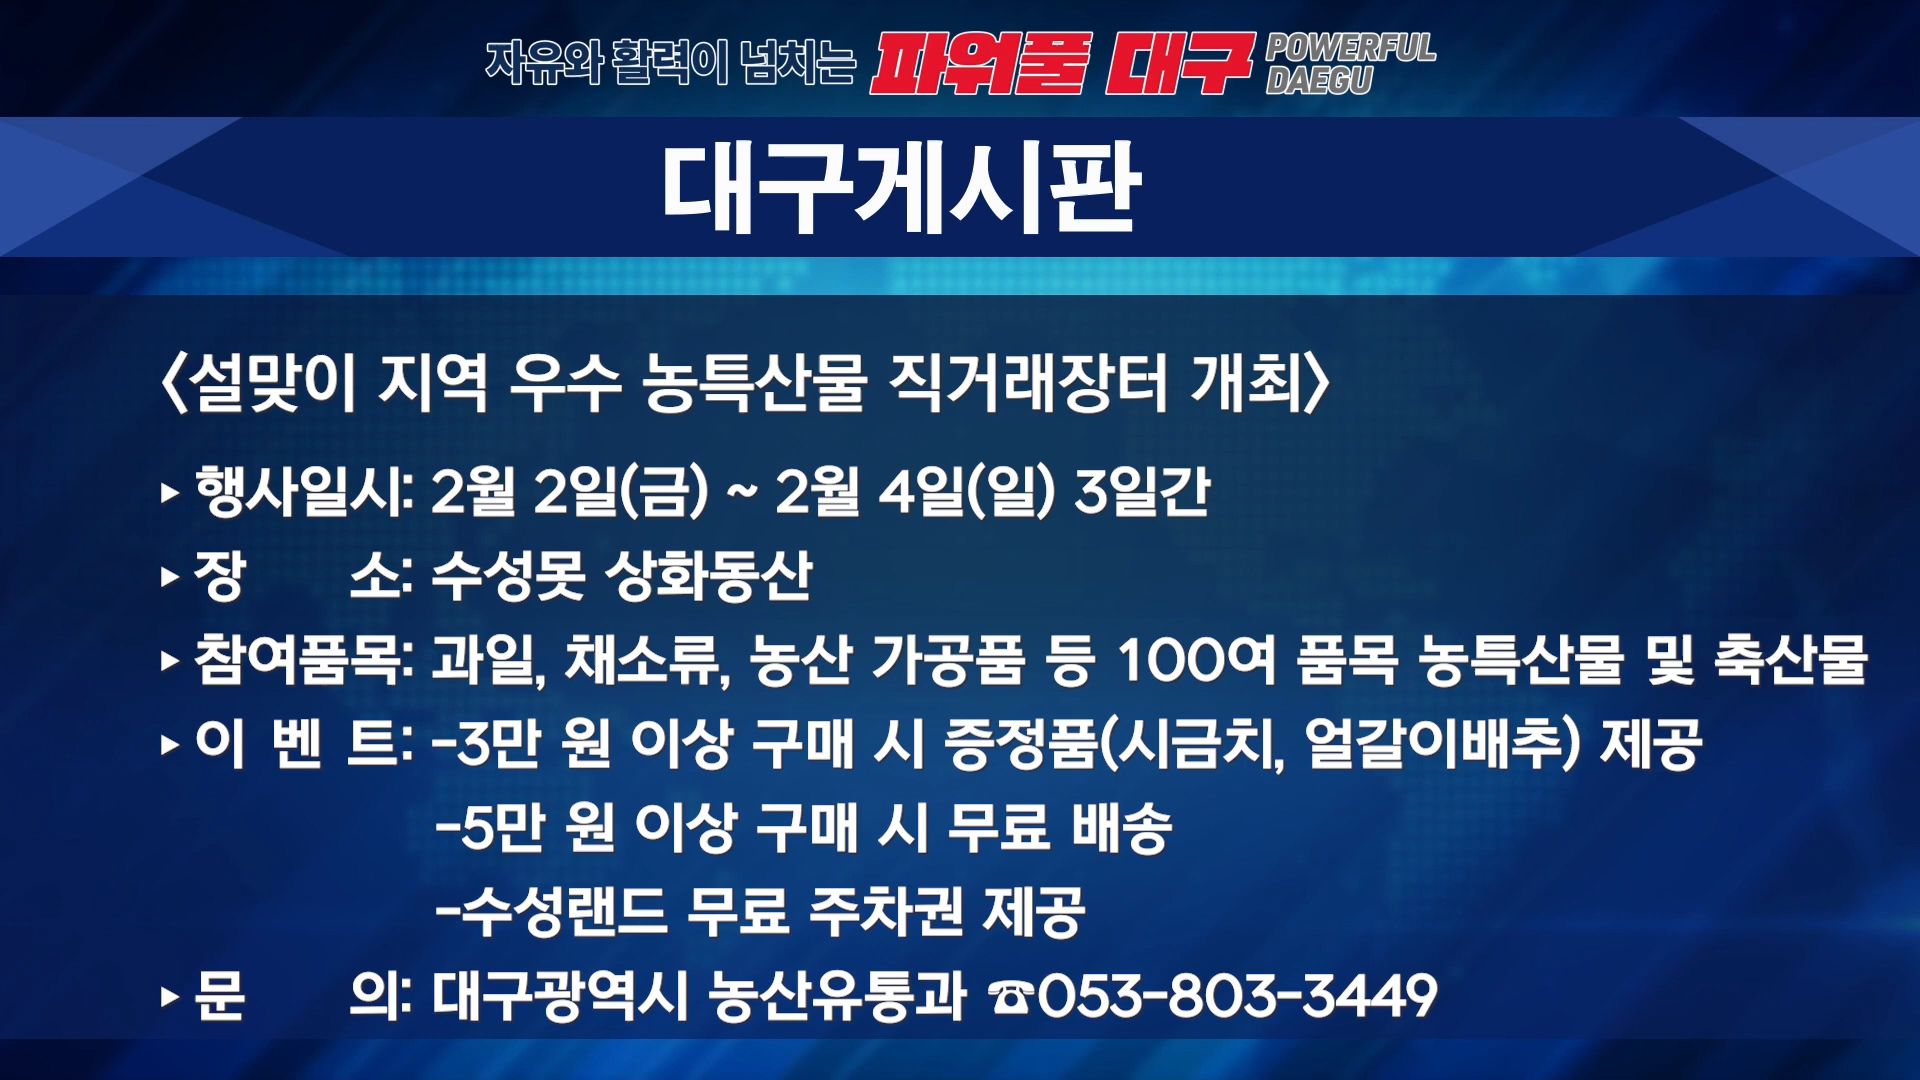 자유와 활력이 넘치는 파워풀 대구 POWERFUL DAEGU
대구게시판
〈설맞이 지역 우수 농특산물 직거래장터 개최〉
▸행사일시: 2월 2일(금) ~ 2월 4일(일) 3일간
▸장 소: 수성못 상화동산
▸참여품목: 과일, 채소류, 농산 가공품 등 100여 품목 농특산물 및 축산물
▸이 벤 트: -3만 원 이상 구매 시 증정품(시금치, 얼갈이배추) 제공
-5만 원 이상 구매 시 무료 배송
-수성랜드 무료 주차권 제공
▸문 의: 대구광역시 농산유통과 ☎053-803-3449